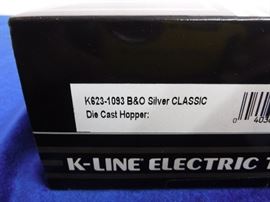 K623-1093 B&O Silver CLASSIC
Die Cast Hopper:
K-LINE ELECTRIC T